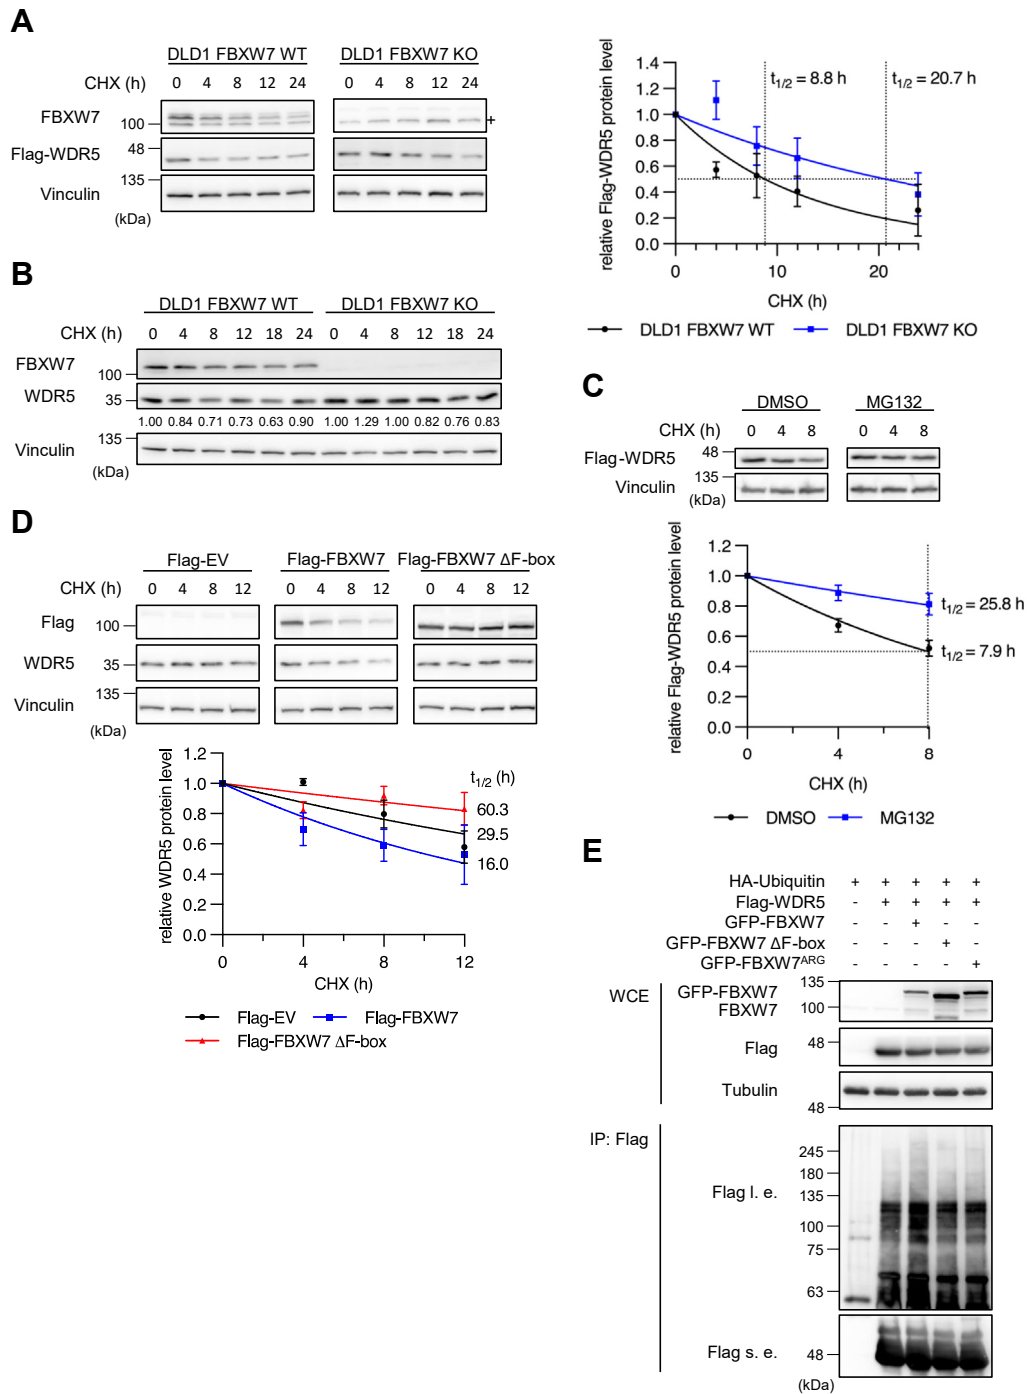 A
DLD1 FBXW7 WT DLD1 FBXW7 KO
CHX (h) 0 4 8 12 24 0 4 8 12 24
FBXW7 100 +
Flag-WDR5 48
Vinculin 135
(kDa)
relative Flag-WDR5 protein level
1.4
1.2
1.0
0.8
0.6
0.4
0.2
0.0
t1/2 = 8.8 h t1/2 = 20.7 h
0 10 20
CHX (h)
DLD1 FBXW7 WT DLD1 FBXW7 KO
B
DLD1 FBXW7 WT DLD1 FBXW7 KO
CHX (h) 0 4 8 12 18 24 0 4 8 12 18 24
FBXW7 100
WDR5 35
1.00 0.84 0.71 0.73 0.63 0.90 1.00 1.29 1.00 0.82 0.76 0.83
Vinculin 135
(kDa)
C
DMSO MG132
CHX (h) 0 4 8 0 4 8
Flag-WDR5 48
Vinculin 135
(kDa)
relative Flag-WDR5 protein level
1.2
1.0
0.8
0.6
0.4
0.2
0.0
t1/2 = 25.8 h
t1/2 = 7.9 h
0 4 8
CHX (h)
DMSO MG132
D
Flag-EV Flag-FBXW7 Flag-FBXW7 ΔF-box
CHX (h) 0 4 8 12 0 4 8 12 0 4 8 12
Flag 100
WDR5 35
Vinculin 135
(kDa)
relative WDR5 protein level
1.2
1.0
0.8
0.6
0.4
0.2
0.0
t1/2 (h)
60.3
29.5
16.0
0 4 8 12
CHX (h)
Flag-EV Flag-FBXW7
Flag-FBXW7 ΔF-box
E
HA-Ubiquitin + + + + +
Flag-WDR5 - + + + +
GFP-FBXW7 - - + - -
GFP-FBXW7 ΔF-box - - - + -
GFP-FBXW7ARG - - - - +
WCE GFP-FBXW7 135
FBXW7 100
Flag 48
Tubulin
48
IP: Flag
Flag l. e.
245
180
135
100
75
63
Flag s. e. 48
(kDa)